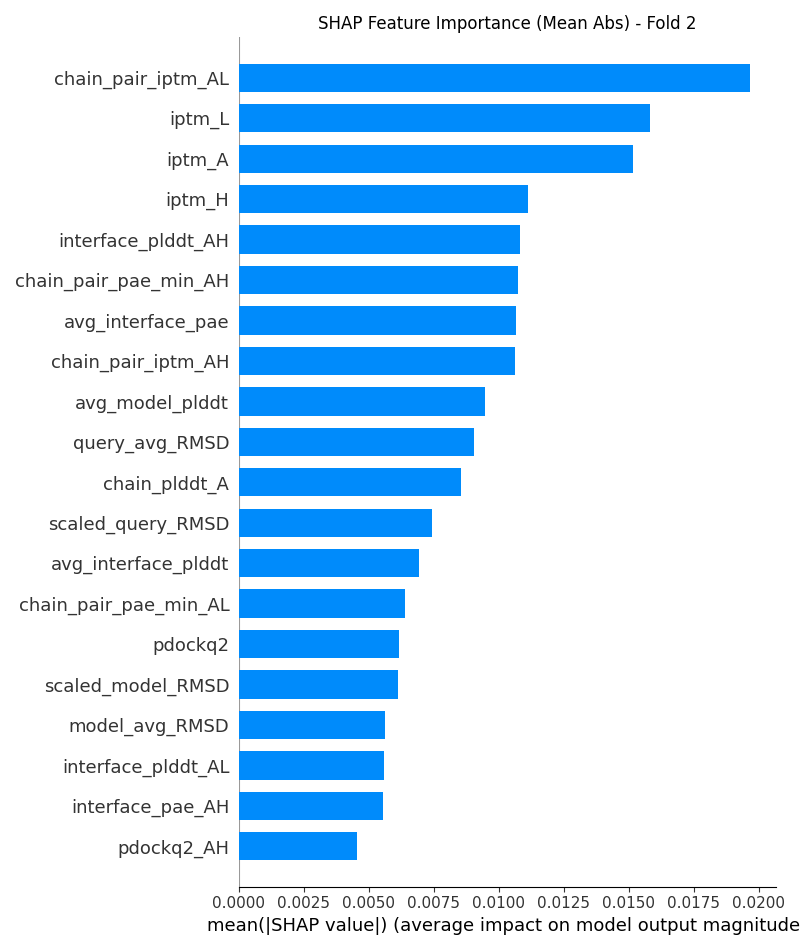 SHAP Feature Importance (Mean Abs) - Fold 2
chain_pair_iptm_AL
iptm_L
iptm_A
iptm_H
interface_plddt_AH
chain_pair_pae_min_AH
avg_interface_pae
chain_pair_iptm_AH
avg_model_plddt
query_avg_RMSD
chain_plddt_A
scaled_query_RMSD
avg_interface_plddt
chain_pair_pae_min_AL
pdockq2
scaled_model_RMSD
model_avg_RMSD
interface_plddt_AL
interface_pae_AH
pdockq2_AH
0.0000 0.0025 0.0050 0.0075 0.0100 0.0125 0.0150 0.0175 0.0200
mean(|SHAP value|) (average impact on model output magnitude